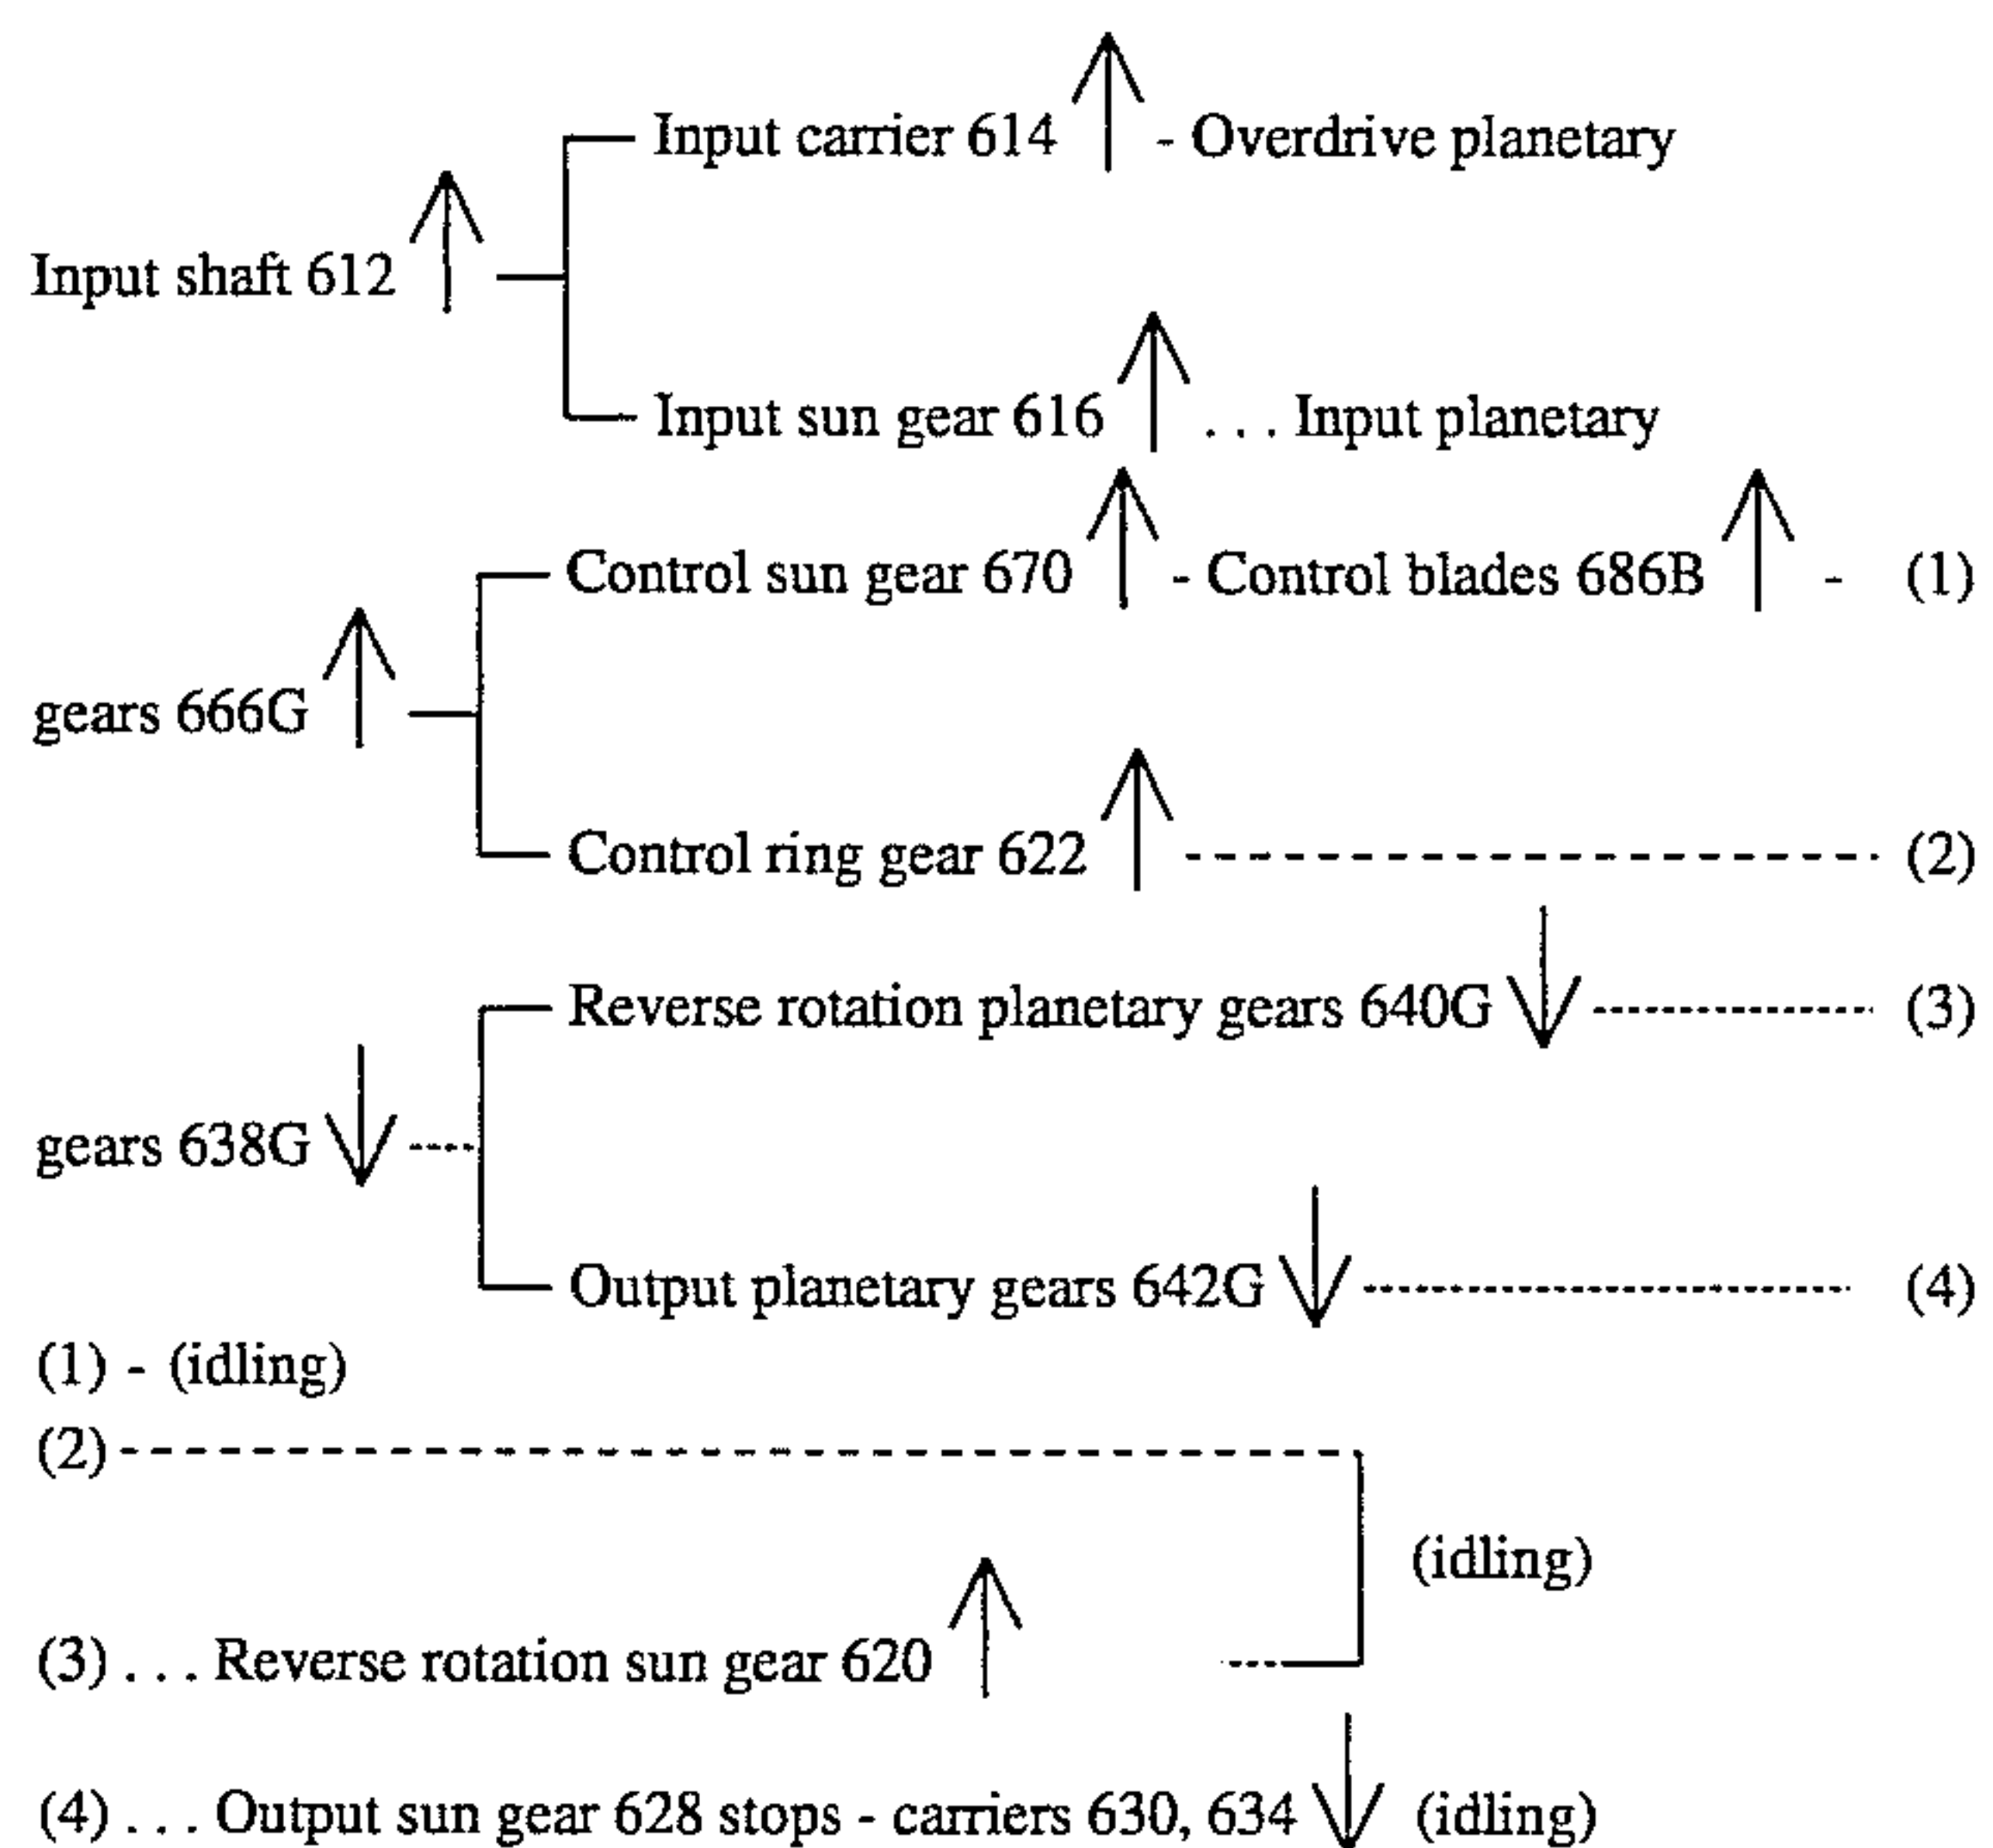 Input carrier 614 ↑ - Overdrive planetary
Input shaft 612 ↑
Input sun gear 616 ↑ . . . Input planetary
Control sun gear 670 ↑ - Control blades 686B ↑ - (1)
gears 666G ↑
Control ring gear 622 ↑ - - - - - - - - - - - - - - - - - - - - - (2)
Reverse rotation planetary gears 640G ↓ ----------------- (3)
gears 638G ↓ ----
Output planetary gears 642G ↓ ----------------------------- (4)
(1) - (idling)
(2) - - - - - - - - - - - - - - - - - - - - - - - - - - - - - - - - - - - - -
(idling)
(3) . . . Reverse rotation sun gear 620 ↑ ----
(4) . . . Output sun gear 628 stops - carriers 630, 634 ↓ (idling)